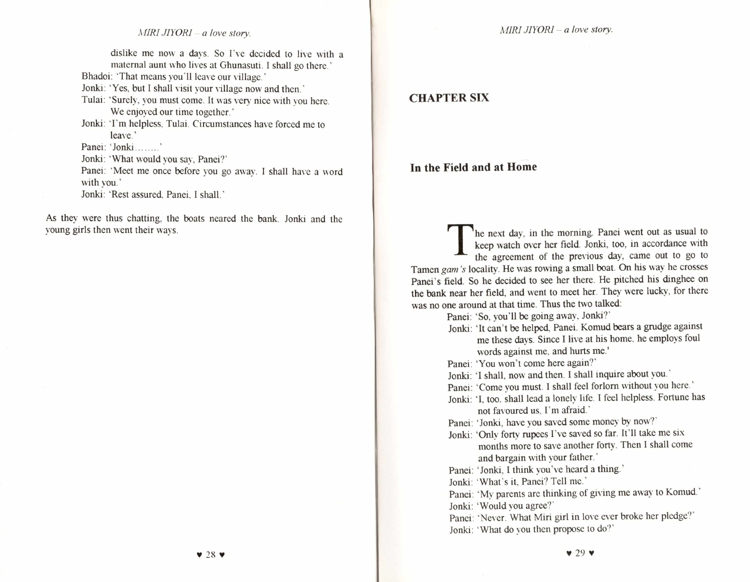 MIRI JIYORI – a love story.
dislike me now a days. So I've decided to live with a
maternal aunt who lives at Ghunasuti. I shall go there.'
Bhadoi: 'That means you'll leave our village.'
Jonki: 'Yes, but I shall visit your village now and then.'
Tulai: 'Surely, you must come. It was very nice with you here.
We enjoyed our time together.'
Jonki: 'I'm helpless, Tulai. Circumstances have forced me to
leave.'
Panei: 'Jonki........'
Jonki: 'What would you say, Panei?'
Panei: 'Meet me once before you go away. I shall have a word
with you.'
Jonki: 'Rest assured, Panei, I shall.'
As they were thus chatting, the boats neared the bank. Jonki and the
young girls then went their ways.
♥ 28 ♥
MIRI JIYORI – a love story.
CHAPTER SIX
In the Field and at Home
The next day, in the morning, Panei went out as usual to
keep watch over her field. Jonki, too, in accordance with
the agreement of the previous day, came out to go to
Tamen gam's locality. He was rowing a small boat. On his way he crosses
Panei's field. So he decided to see her there. He pitched his dinghee on
the bank near her field, and went to meet her. They were lucky, for there
was no one around at that time. Thus the two talked:
Panei: 'So, you'll be going away, Jonki?'
Jonki: 'It can't be helped, Panei. Komud bears a grudge against
me these days. Since I live at his home, he employs foul
words against me, and hurts me.'
Panei: 'You won't come here again?'
Jonki: 'I shall, now and then. I shall inquire about you.'
Panei: 'Come you must. I shall feel forlorn without you here.'
Jonki: 'I, too, shall lead a lonely life. I feel helpless. Fortune has
not favoured us, I'm afraid.'
Panei: 'Jonki, have you saved some money by now?'
Jonki: 'Only forty rupees I've saved so far. It'll take me six
months more to save another forty. Then I shall come
and bargain with your father.'
Panei: 'Jonki, I think you've heard a thing.'
Jonki: 'What's it, Panei? Tell me.'
Panei: 'My parents are thinking of giving me away to Komud.'
Jonki: 'Would you agree?'
Panei: 'Never. What Miri girl in love ever broke her pledge?'
Jonki: 'What do you then propose to do?'
♥ 29 ♥